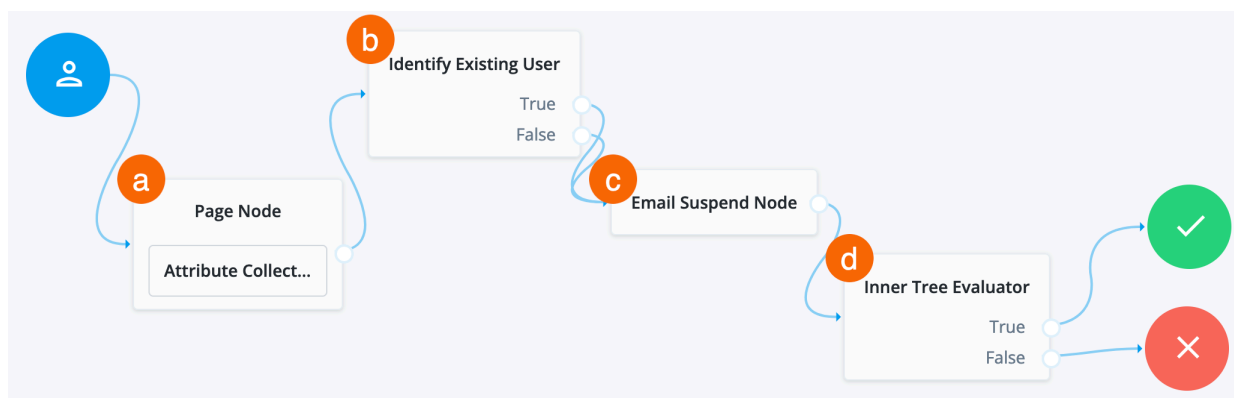 a
Page Node
Attribute Collect...
b
Identify Existing User
True
False
c
Email Suspend Node
d
Inner Tree Evaluator
True
False